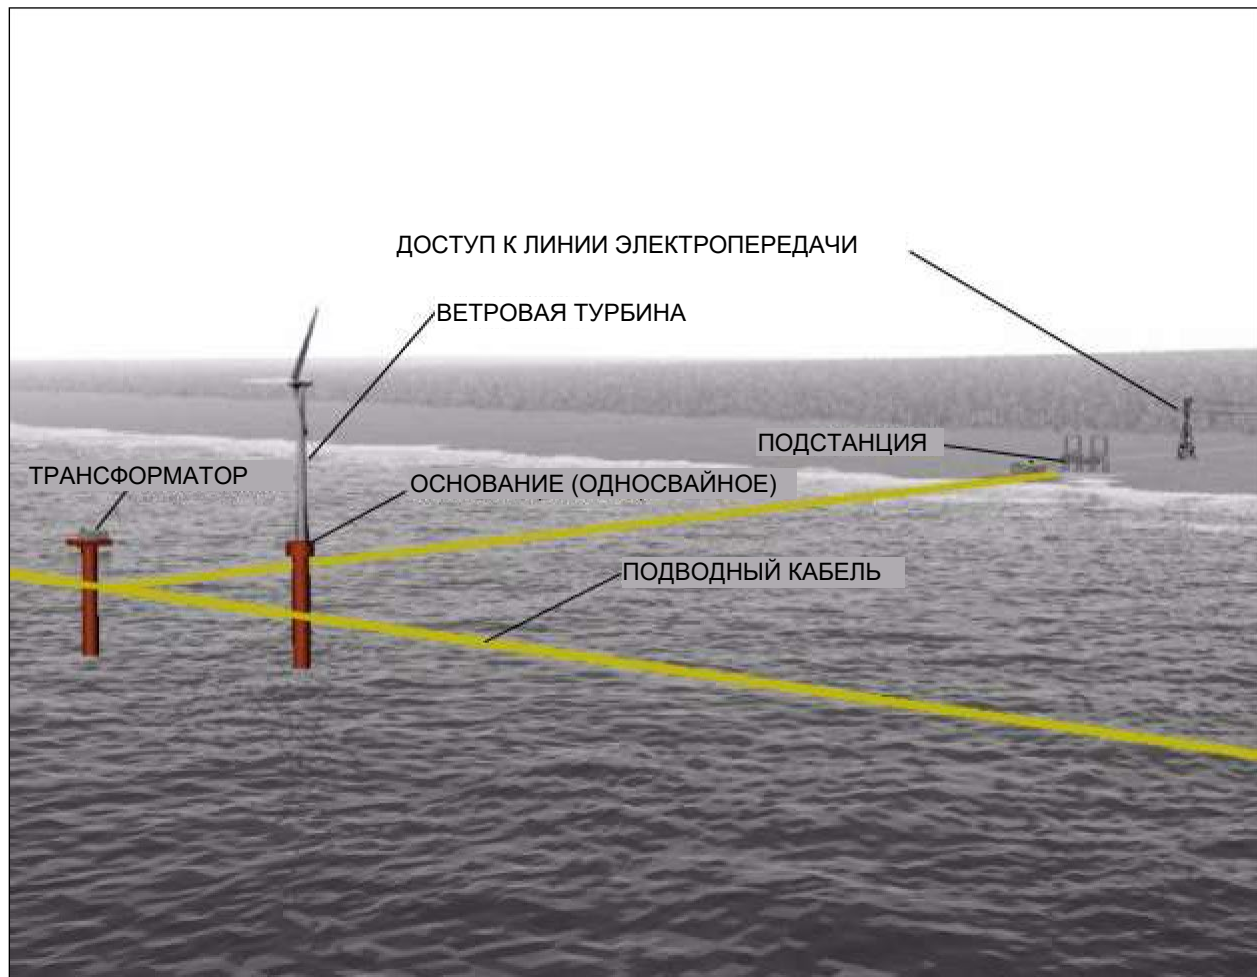 ДОСТУП К ЛИНИИ ЭЛЕКТРОПЕРЕДАЧИ
ВЕТРОВАЯ ТУРБИНА
ПОДСТАНЦИЯ
ТРАНСФОРМАТОР
ОСНОВАНИЕ (ОДНОСВАЙНОЕ)
ПОДВОДНЫЙ КАБЕЛЬ